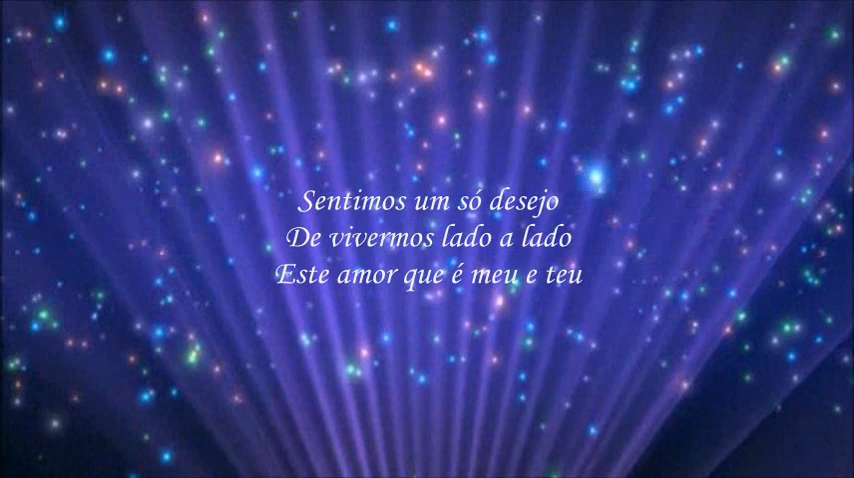 Sentimos um só desejo
De vivermos lado a lado
Este amor que é meu e teu